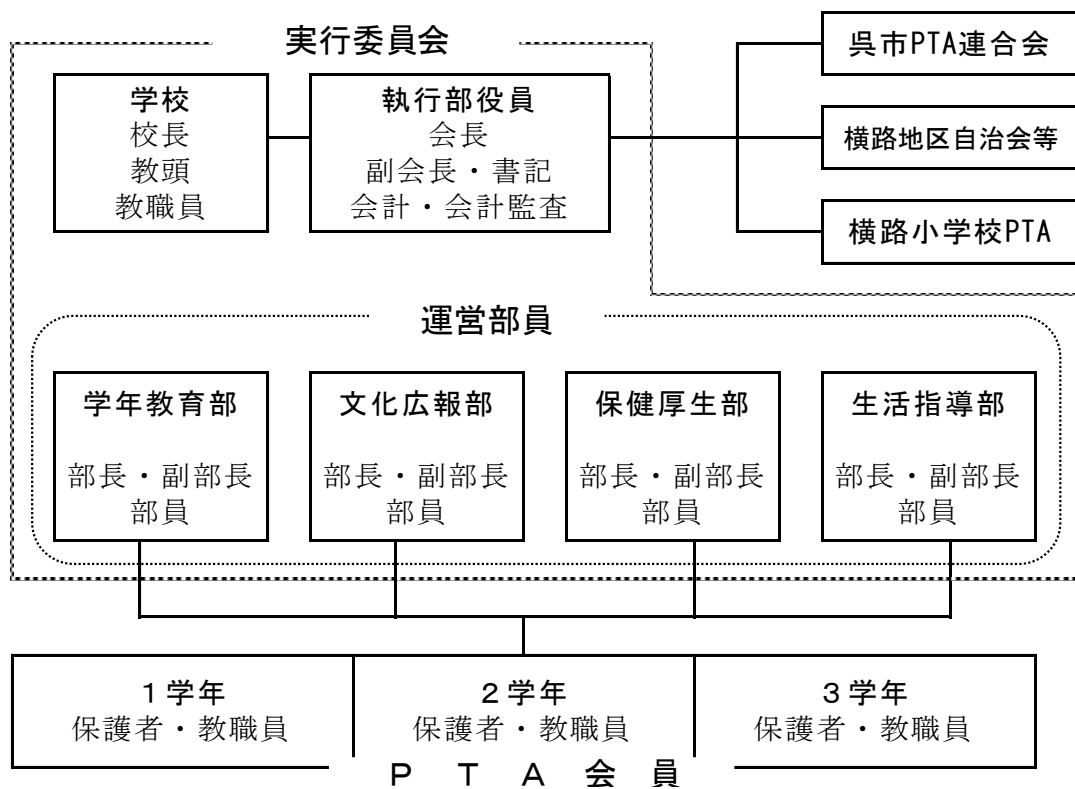 実行委員会
学校
校長
教頭
教職員
執行部役員
会長
副会長・書記
会計・会計監査
呉市PTA連合会
横路地区自治会等
横路小学校PTA
運営部員
学年教育部
部長・副部長
部員
文化広報部
部長・副部長
部員
保健厚生部
部長・副部長
部員
生活指導部
部長・副部長
部員
1学年
保護者・教職員
2学年
保護者・教職員
3学年
保護者・教職員
PTA会員